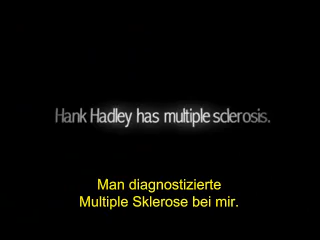 Hank Hadley has multiple sclerosis.
Man diagnostizierte
Multiple Sklerose bei mir.